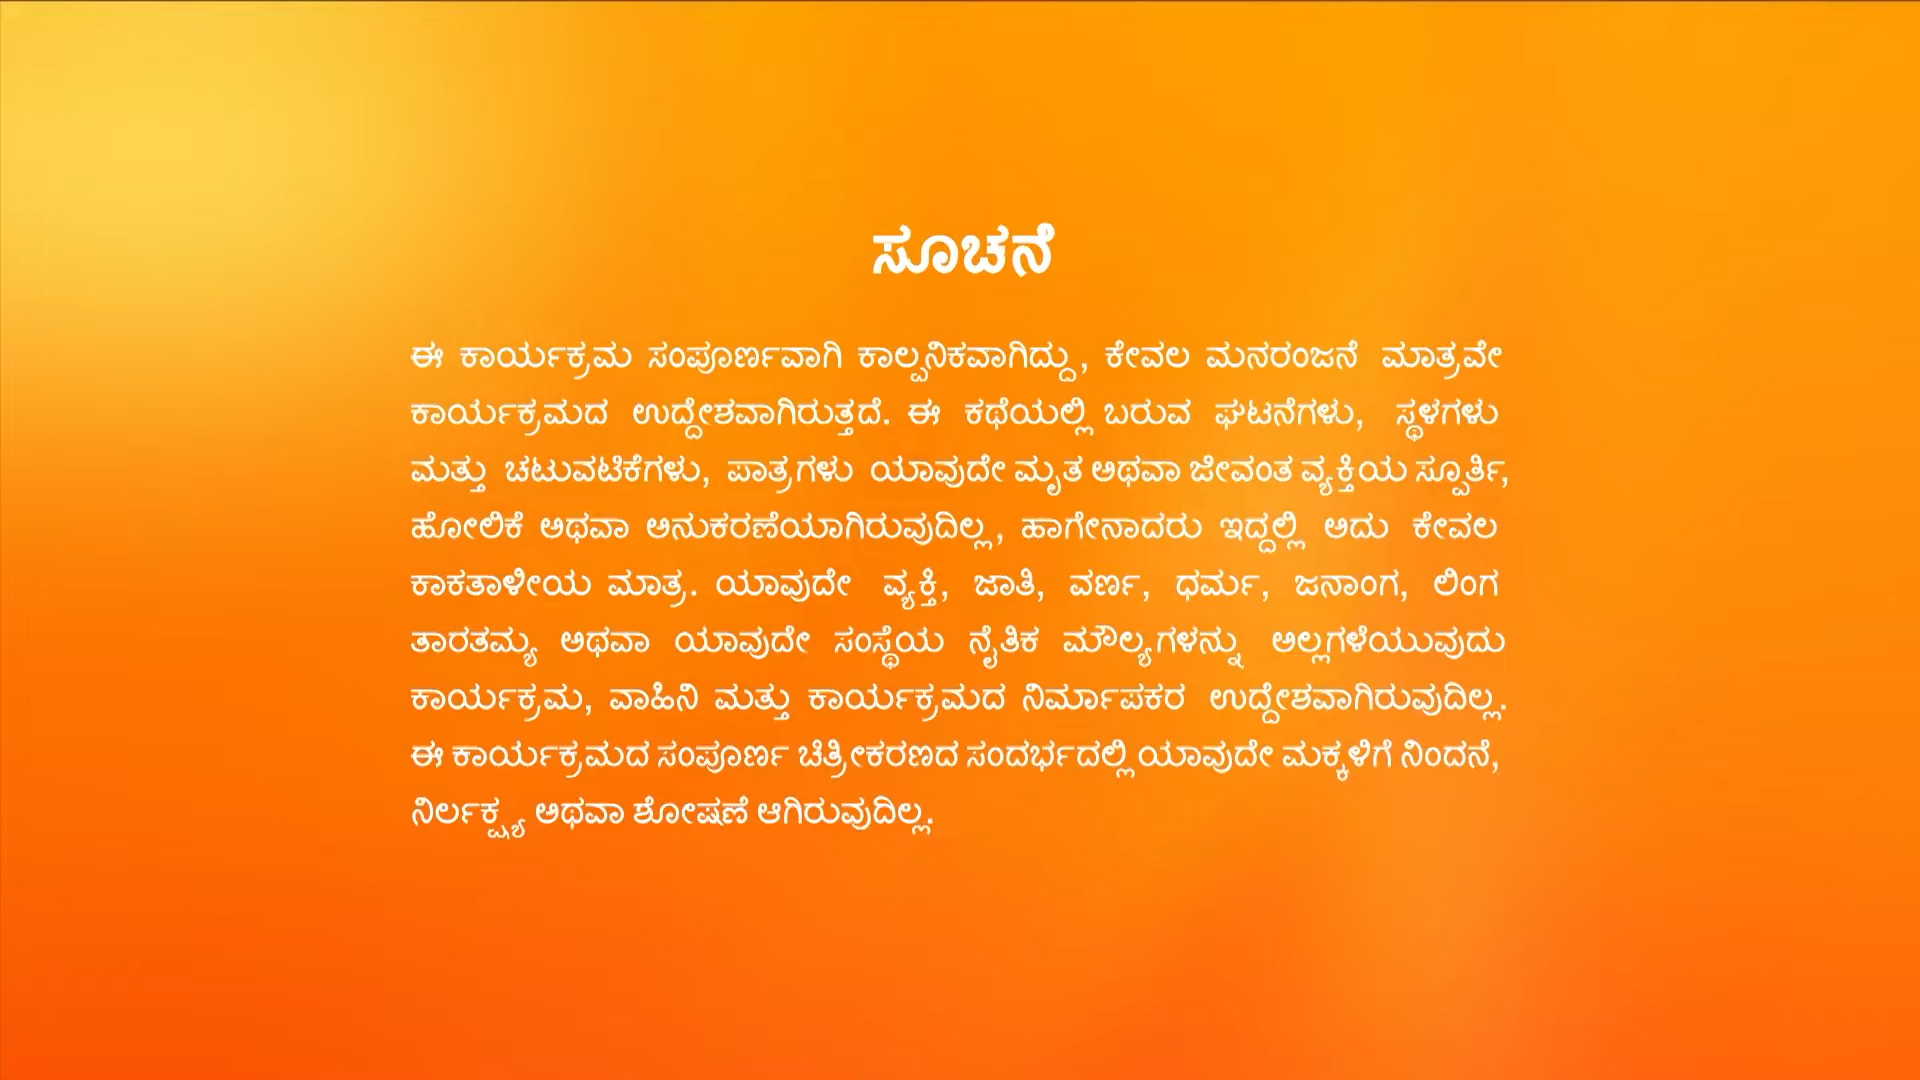 ಸೂಚನೆ
ಈ ಕಾರ್ಯಕ್ರಮ ಸಂಪೂರ್ಣವಾಗಿ ಕಾಲ್ಪನಿಕವಾಗಿದ್ದು, ಕೇವಲ ಮನರಂಜನೆ ಮಾತ್ರವೇ
ಕಾರ್ಯಕ್ರಮದ ಉದ್ದೇಶವಾಗಿರುತ್ತದೆ. ಈ ಕಥೆಯಲ್ಲಿ ಬರುವ ಘಟನೆಗಳು, ಸ್ಥಳಗಳು
ಮತ್ತು ಚಟುವಟಿಕೆಗಳು, ಪಾತ್ರಗಳು ಯಾವುದೇ ಮೃತ ಅಥವಾ ಜೀವಂತ ವ್ಯಕ್ತಿಯ ಸ್ಪೂರ್ತಿ,
ಹೋಲಿಕೆ ಅಥವಾ ಅನುಕರಣೆಯಾಗಿರುವುದಿಲ್ಲ, ಹಾಗೇನಾದರು ಇದ್ದಲ್ಲಿ ಅದು ಕೇವಲ
ಕಾಕತಾಳೀಯ ಮಾತ್ರ. ಯಾವುದೇ ವ್ಯಕ್ತಿ, ಜಾತಿ, ವರ್ಣ, ಧರ್ಮ, ಜನಾಂಗ, ಲಿಂಗ
ತಾರತಮ್ಯ ಅಥವಾ ಯಾವುದೇ ಸಂಸ್ಥೆಯ ನೈತಿಕ ಮೌಲ್ಯಗಳನ್ನು ಅಲ್ಲಗಳೆಯುವುದು
ಕಾರ್ಯಕ್ರಮ, ವಾಹಿನಿ ಮತ್ತು ಕಾರ್ಯಕ್ರಮದ ನಿರ್ಮಾಪಕರ ಉದ್ದೇಶವಾಗಿರುವುದಿಲ್ಲ.
ಈ ಕಾರ್ಯಕ್ರಮದ ಸಂಪೂರ್ಣ ಚಿತ್ರೀಕರಣದ ಸಂದರ್ಭದಲ್ಲಿ ಯಾವುದೇ ಮಕ್ಕಳಿಗೆ ನಿಂದನೆ,
ನಿರ್ಲಕ್ಷ್ಯ ಅಥವಾ ಶೋಷಣೆ ಆಗಿರುವುದಿಲ್ಲ.